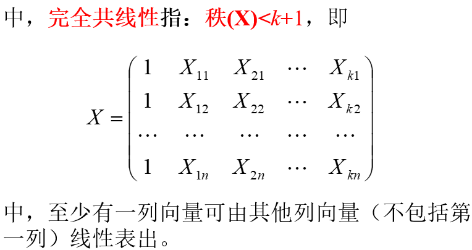 中，完全共线性指：秩(X)<k+1，即
X = ( 1 X₁₁ X₂₁ ⋯ Xₖ₁
1 X₁₂ X₂₂ ⋯ Xₖ₂
⋯ ⋯ ⋯ ⋯ ⋯
1 X₁ₙ X₂ₙ ⋯ Xₖₙ )
中，至少有一列向量可由其他列向量（不包括第
一列）线性表出。